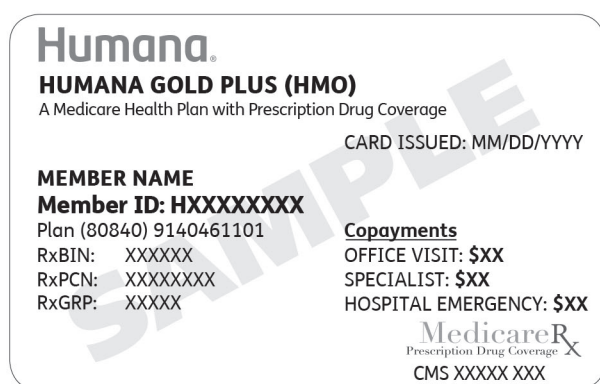 Humana®
HUMANA GOLD PLUS (HMO)
A Medicare Health Plan with Prescription Drug Coverage
CARD ISSUED: MM/DD/YYYY
MEMBER NAME
Member ID: HXXXXXXXX
Plan (80840) 9140461101
RxBIN: XXXXXX
RxPCN: XXXXXXXX
RxGRP: XXXXX
Copayments
OFFICE VISIT: $XX
SPECIALIST: $XX
HOSPITAL EMERGENCY: $XX
MedicareRx
Prescription Drug Coverage
CMS XXXXX XXX
SAMPLE